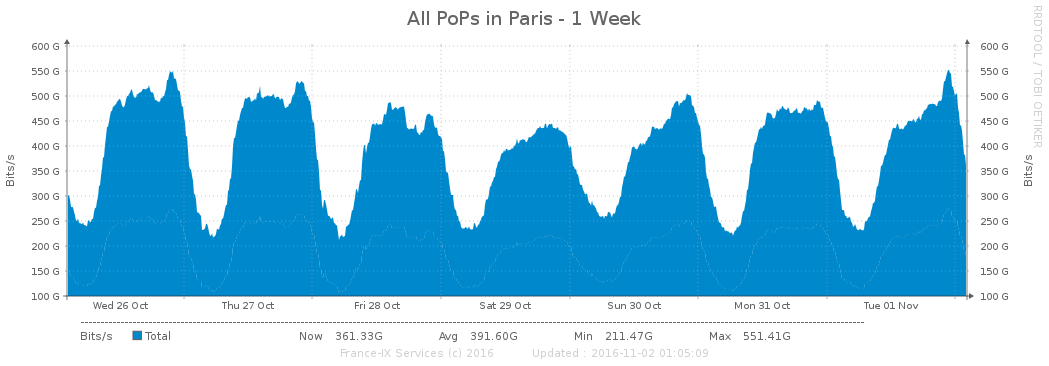 All PoPs in Paris - 1 Week
RRDTOOL / TOBI OETIKER
Bits/s
600 G
550 G
500 G
450 G
400 G
350 G
300 G
250 G
200 G
150 G
100 G
600 G
550 G
500 G
450 G
400 G
350 G
300 G
250 G
200 G
150 G
100 G
Bits/s
Wed 26 Oct Thu 27 Oct Fri 28 Oct Sat 29 Oct Sun 30 Oct Mon 31 Oct Tue 01 Nov
Bits/s Total Now 361.33G Avg 391.60G Min 211.47G Max 551.41G
France-IX Services (c) 2016 Updated : 2016-11-02 01:05:09